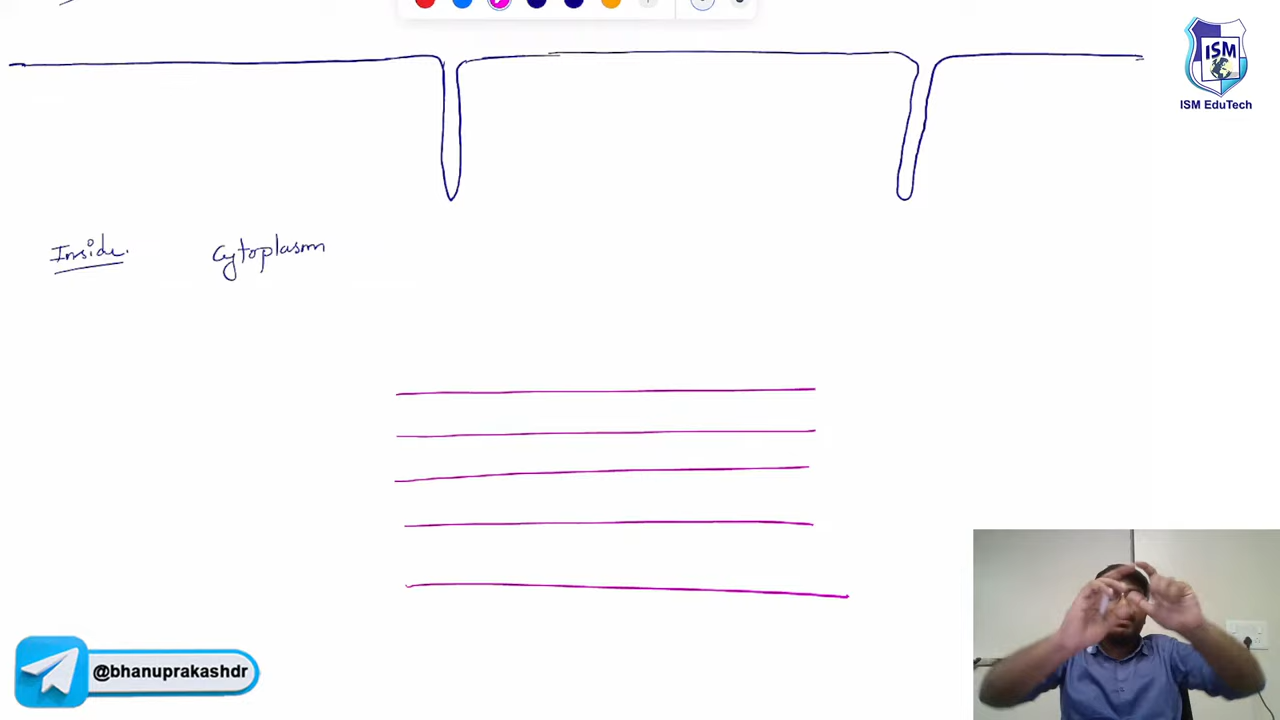 ISM
ISM EduTech
Inside.
Cytoplasm
@bhanuprakashdr